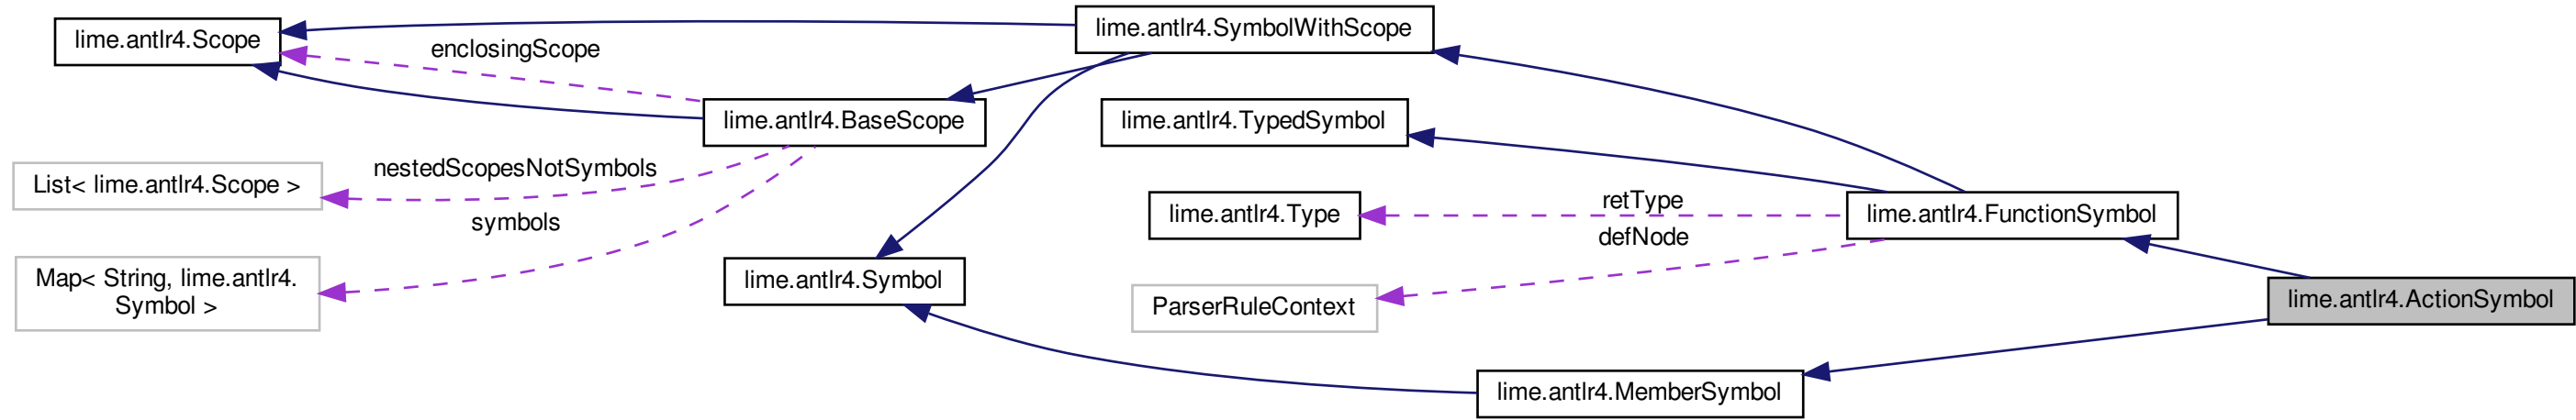 lime.antlr4.Scope
enclosingScope
lime.antlr4.SymbolWithScope
lime.antlr4.BaseScope
lime.antlr4.TypedSymbol
List< lime.antlr4.Scope >
nestedScopesNotSymbols
symbols
Map< String, lime.antlr4.
Symbol >
lime.antlr4.Symbol
lime.antlr4.Type
retType
defNode
lime.antlr4.FunctionSymbol
ParserRuleContext
lime.antlr4.ActionSymbol
lime.antlr4.MemberSymbol